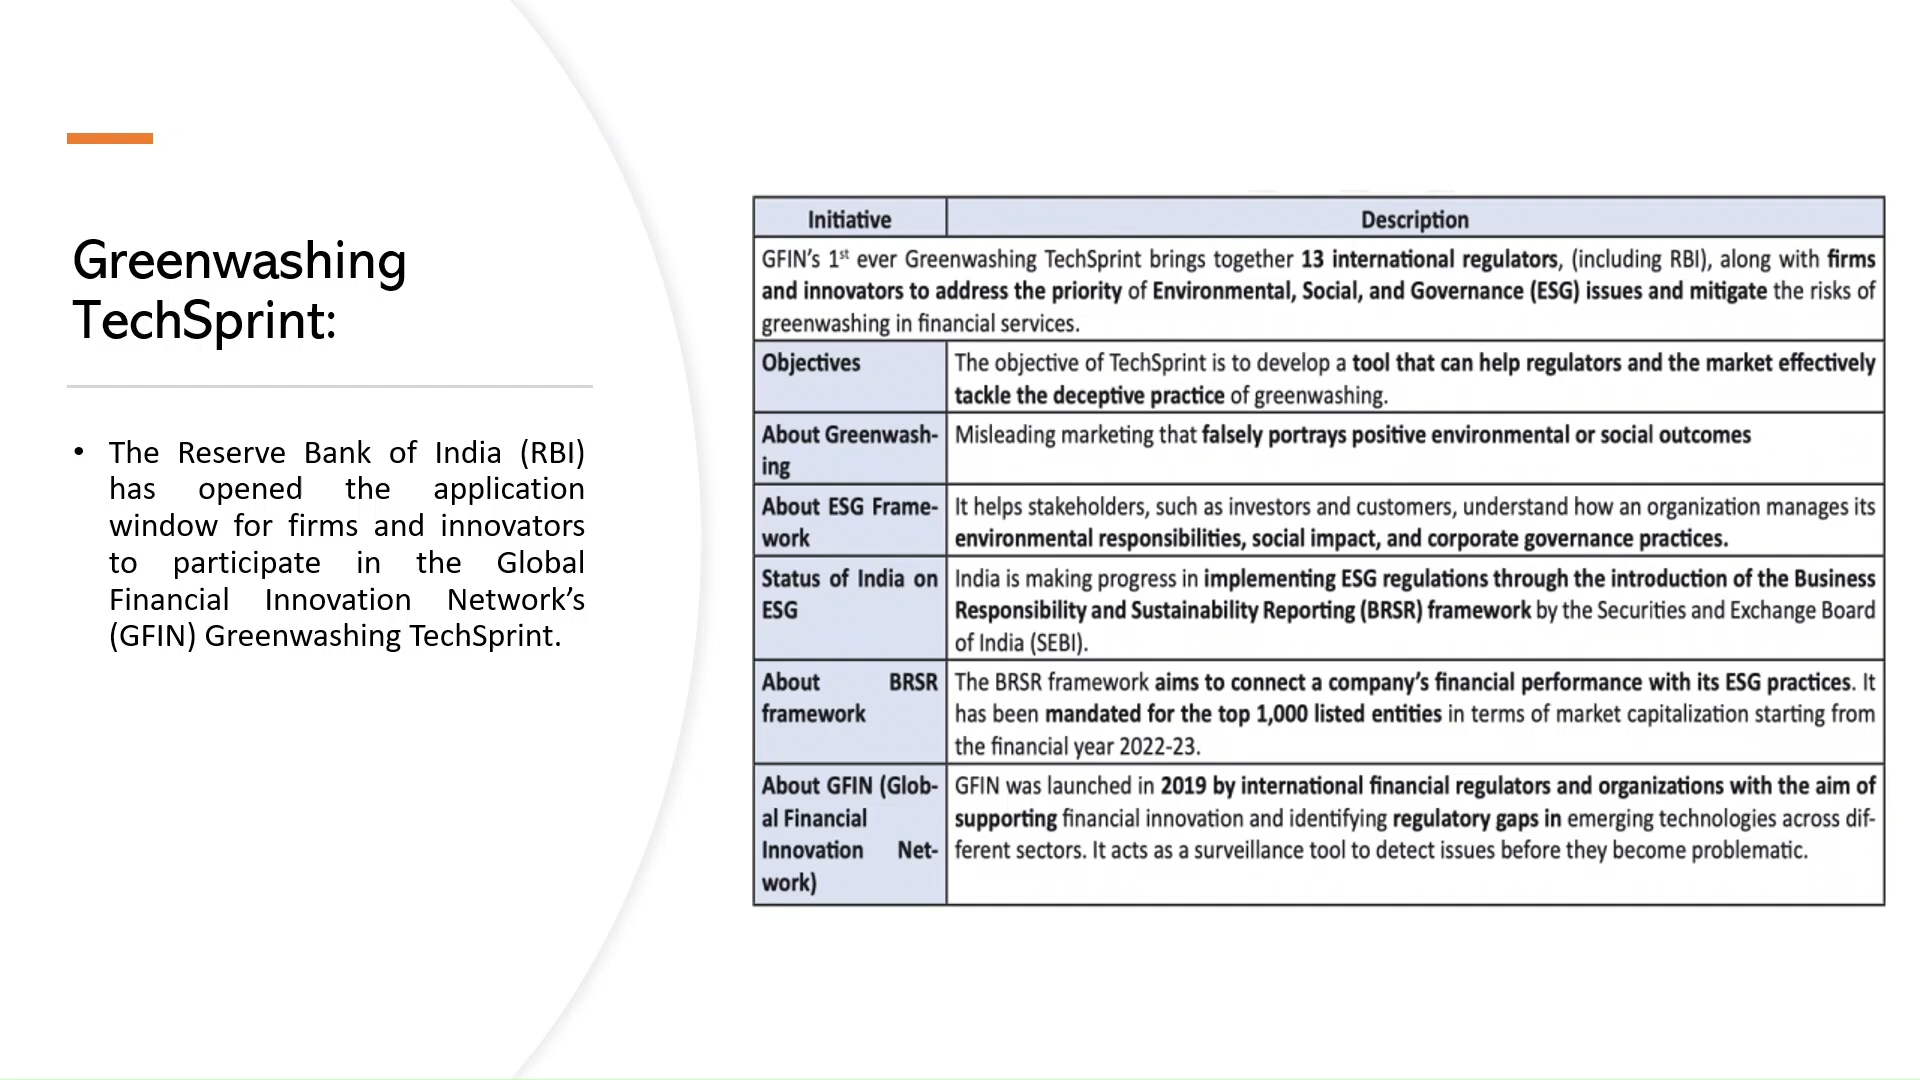 Greenwashing
TechSprint:
• The Reserve Bank of India (RBI)
has opened the application
window for firms and innovators
to participate in the Global
Financial Innovation Network’s
(GFIN) Greenwashing TechSprint.
Initiative Description
GFIN’s 1st ever Greenwashing TechSprint brings together 13 international regulators, (including RBI), along with firms
and innovators to address the priority of Environmental, Social, and Governance (ESG) issues and mitigate the risks of
greenwashing in financial services.
Objectives The objective of TechSprint is to develop a tool that can help regulators and the market effectively
tackle the deceptive practice of greenwashing.
About Greenwash- Misleading marketing that falsely portrays positive environmental or social outcomes
ing
About ESG Frame- It helps stakeholders, such as investors and customers, understand how an organization manages its
work environmental responsibilities, social impact, and corporate governance practices.
Status of India on India is making progress in implementing ESG regulations through the introduction of the Business
ESG Responsibility and Sustainability Reporting (BRSR) framework by the Securities and Exchange Board
of India (SEBI).
About BRSR The BRSR framework aims to connect a company’s financial performance with its ESG practices. It
framework has been mandated for the top 1,000 listed entities in terms of market capitalization starting from
the financial year 2022-23.
About GFIN (Glob- GFIN was launched in 2019 by international financial regulators and organizations with the aim of
al Financial supporting financial innovation and identifying regulatory gaps in emerging technologies across dif-
Innovation Net- ferent sectors. It acts as a surveillance tool to detect issues before they become problematic.
work)